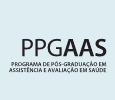 PPGAAS
PROGRAMA DE PÓS-GRADUAÇÃO EM
ASSISTÊNCIA E AVALIAÇÃO EM SAÚDE